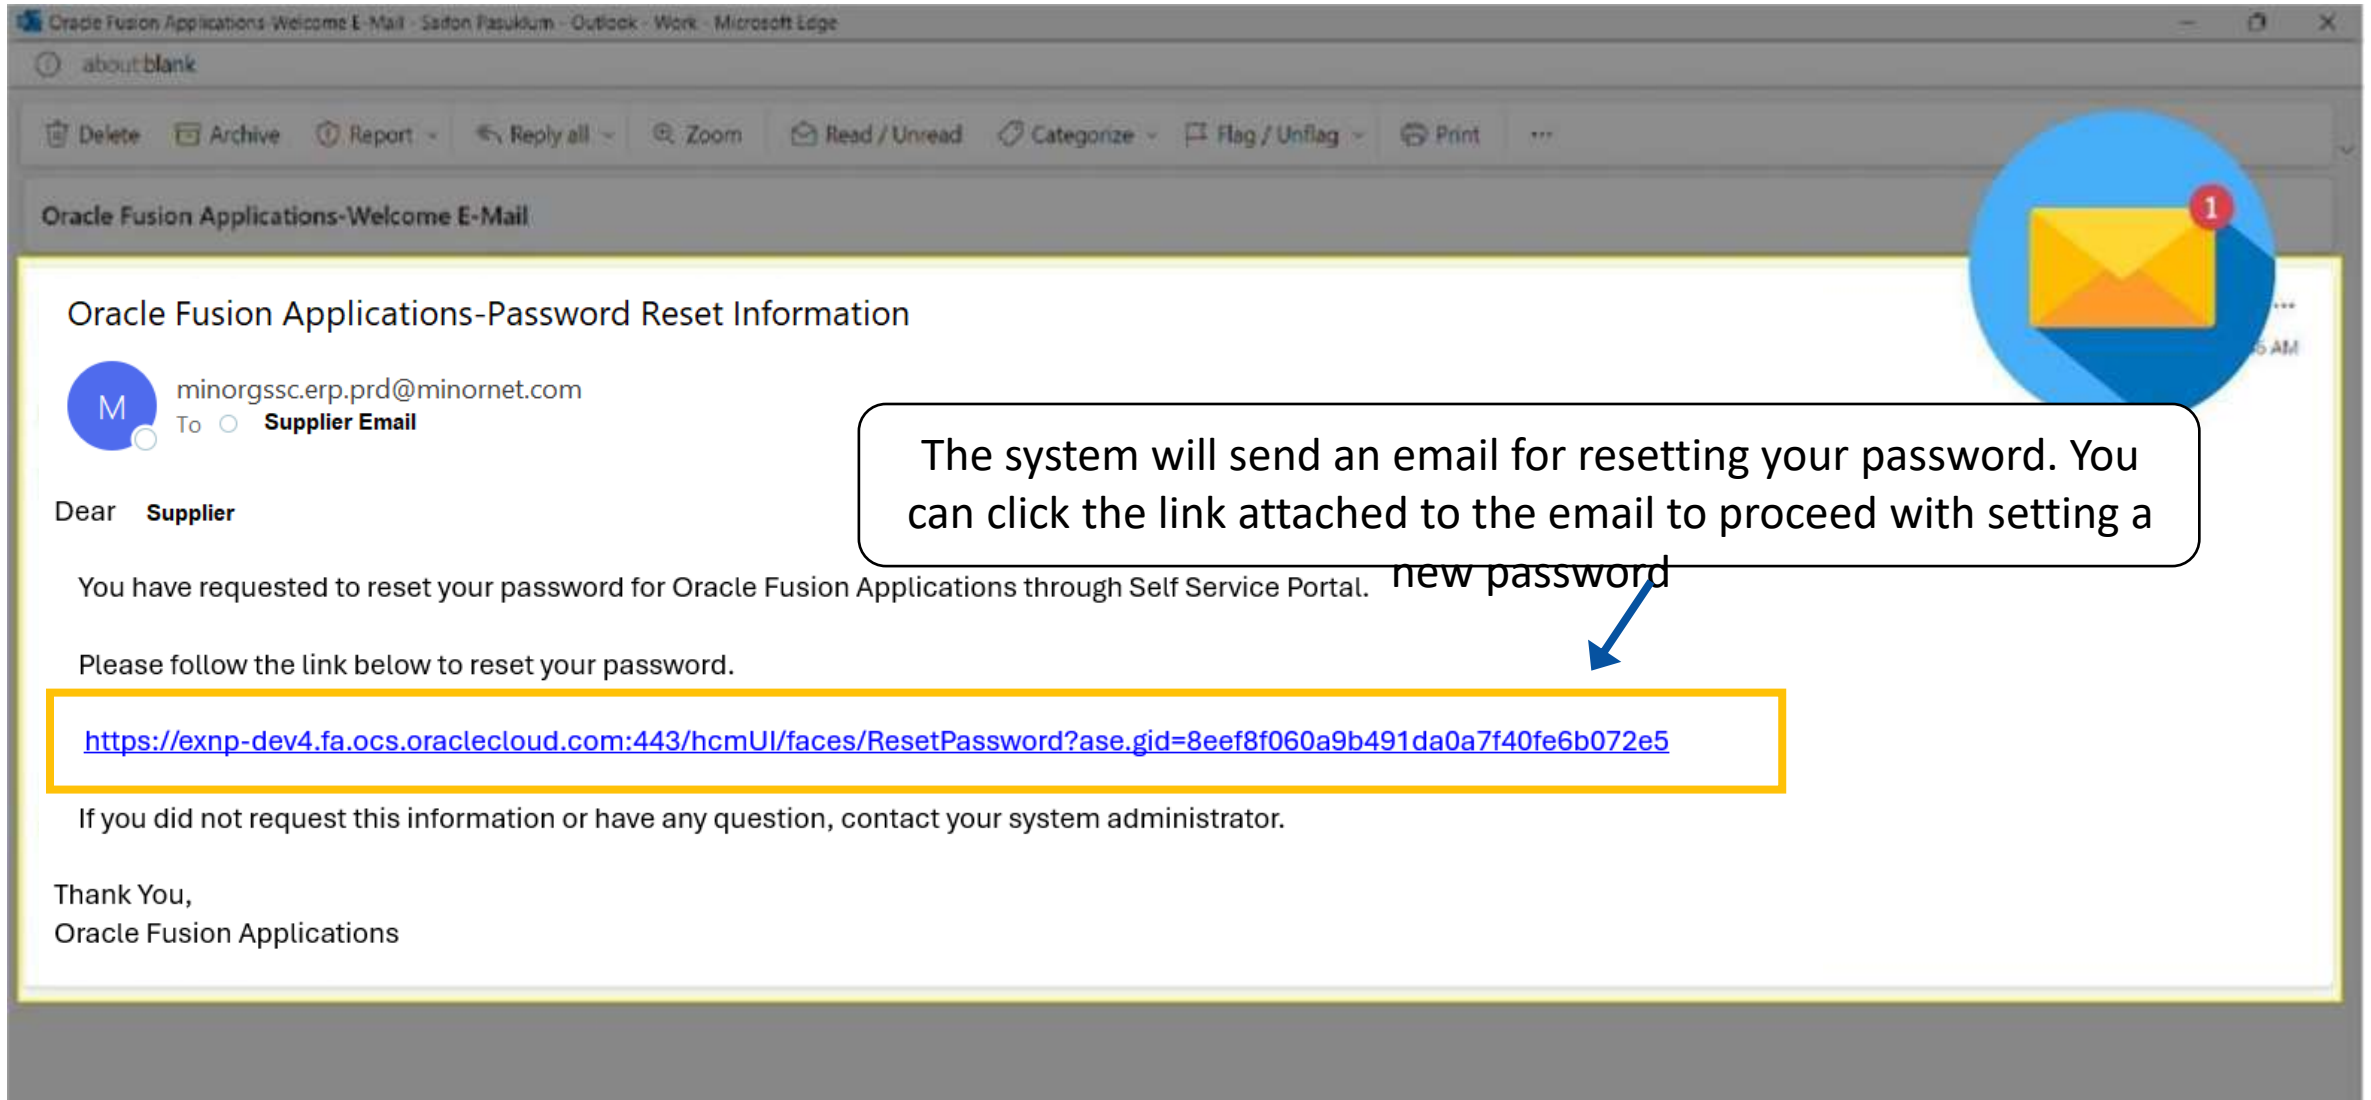 Oracle Fusion Applications-Welcome E-Mail - Saifon Pasuklum - Outlook - Work - Microsoft Edge
about:blank
Delete Archive Report Reply all Zoom Read / Unread Categorize Flag / Unflag Print ...
Oracle Fusion Applications-Welcome E-Mail
1
Oracle Fusion Applications-Password Reset Information
...
AM
M
minorgssc.erp.prd@minornet.com
To Supplier Email
The system will send an email for resetting your password. You
can click the link attached to the email to proceed with setting a
new password
Dear Supplier
You have requested to reset your password for Oracle Fusion Applications through Self Service Portal.
Please follow the link below to reset your password.
https://exnp-dev4.fa.ocs.oraclecloud.com:443/hcmUI/faces/ResetPassword?ase.gid=8eef8f060a9b491da0a7f40fe6b072e5
If you did not request this information or have any question, contact your system administrator.
Thank You,
Oracle Fusion Applications